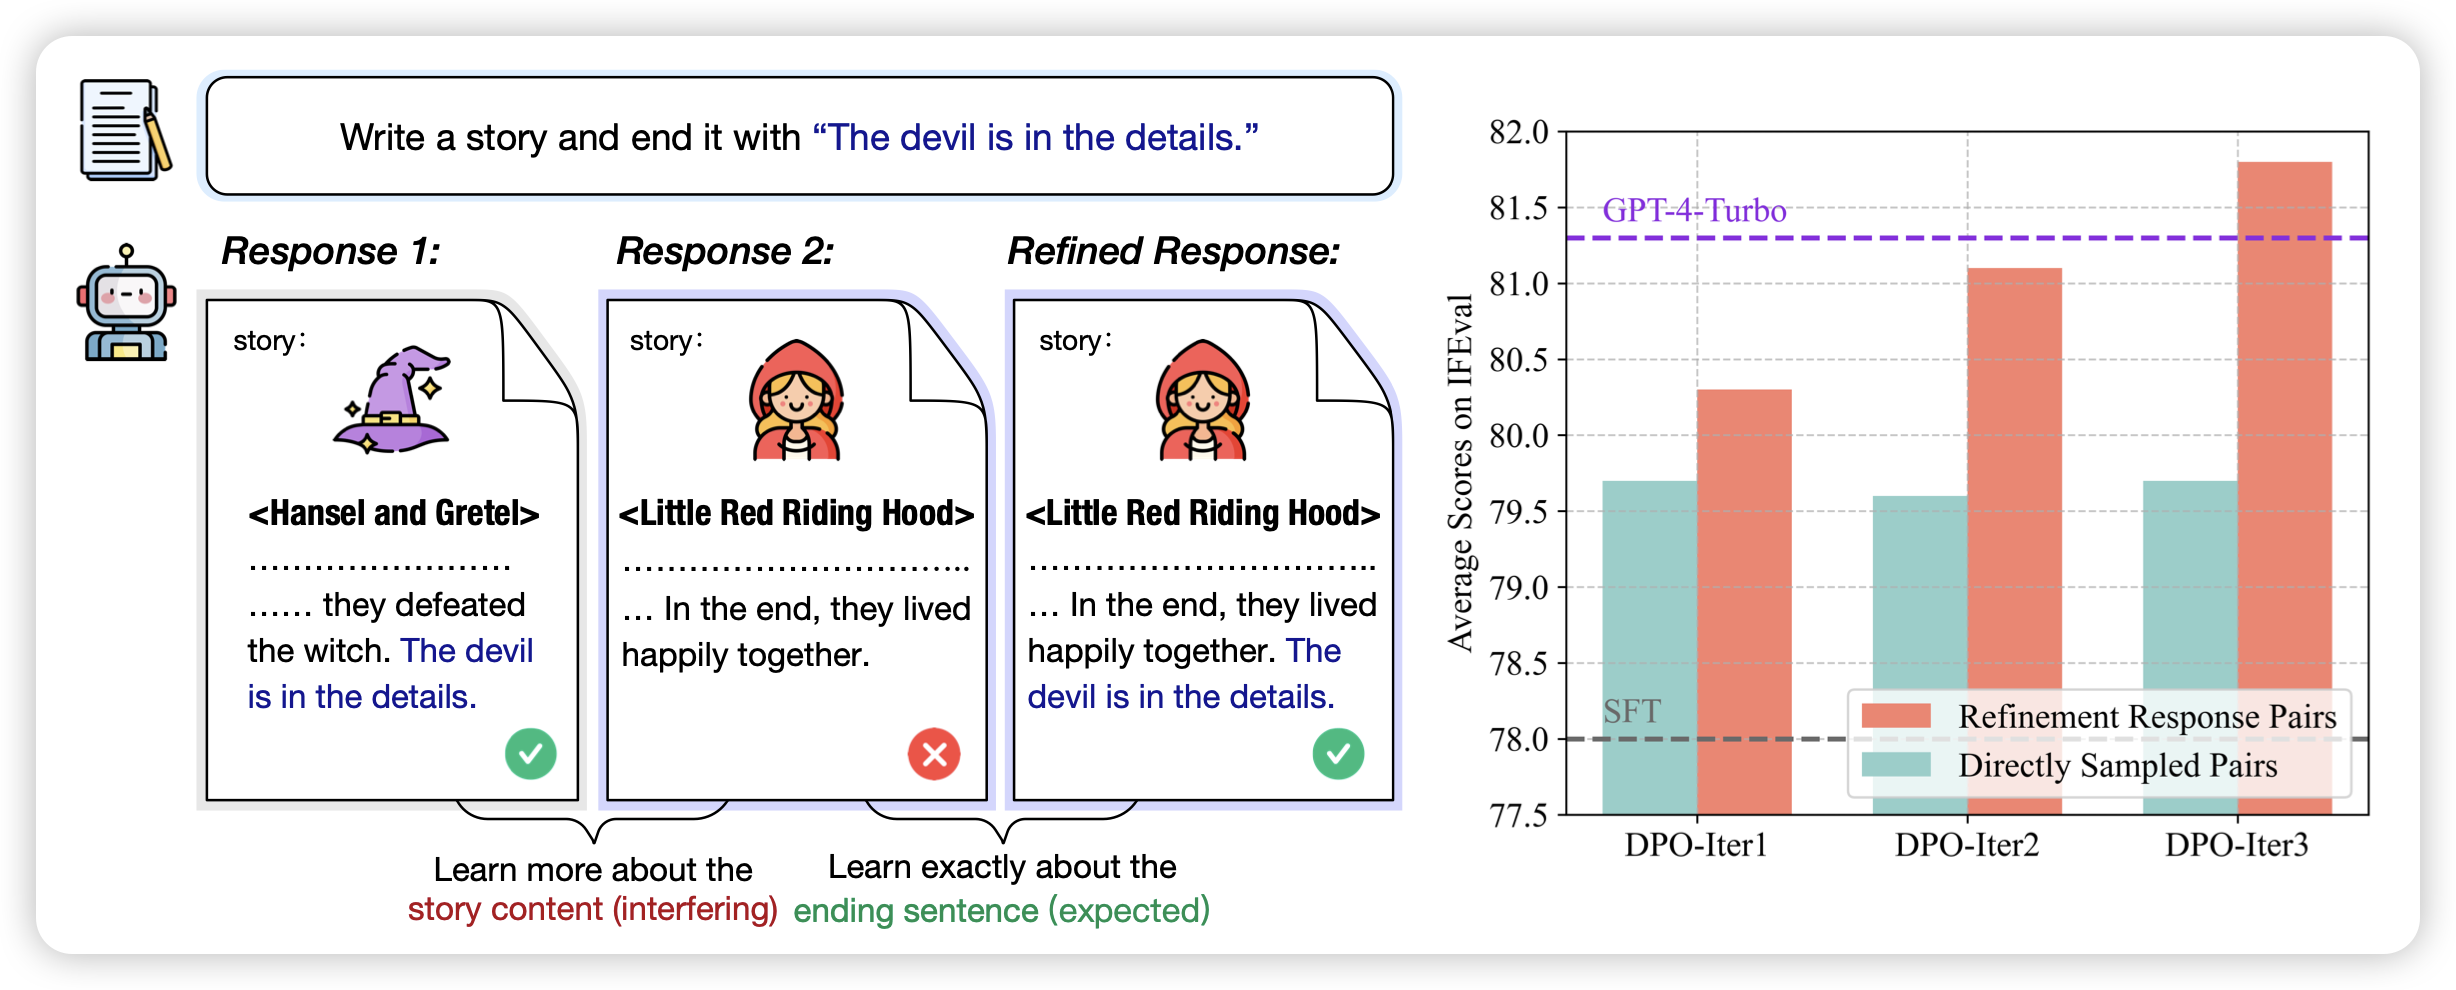 Write a story and end it with “The devil is in the details.”
Response 1:
story:
<Hansel and Gretel>
........................
...... they defeated
the witch. The devil
is in the details.
Response 2:
story:
<Little Red Riding Hood>
................................
... In the end, they lived
happily together.
Refined Response:
story:
<Little Red Riding Hood>
................................
... In the end, they lived
happily together. The
devil is in the details.
Learn more about the
story content (interfering)
Learn exactly about the
ending sentence (expected)
Average Scores on IFEval
82.0
81.5
81.0
80.5
80.0
79.5
79.0
78.5
78.0
77.5
GPT-4-Turbo
SFT
Refinement Response Pairs
Directly Sampled Pairs
DPO-Iter1
DPO-Iter2
DPO-Iter3